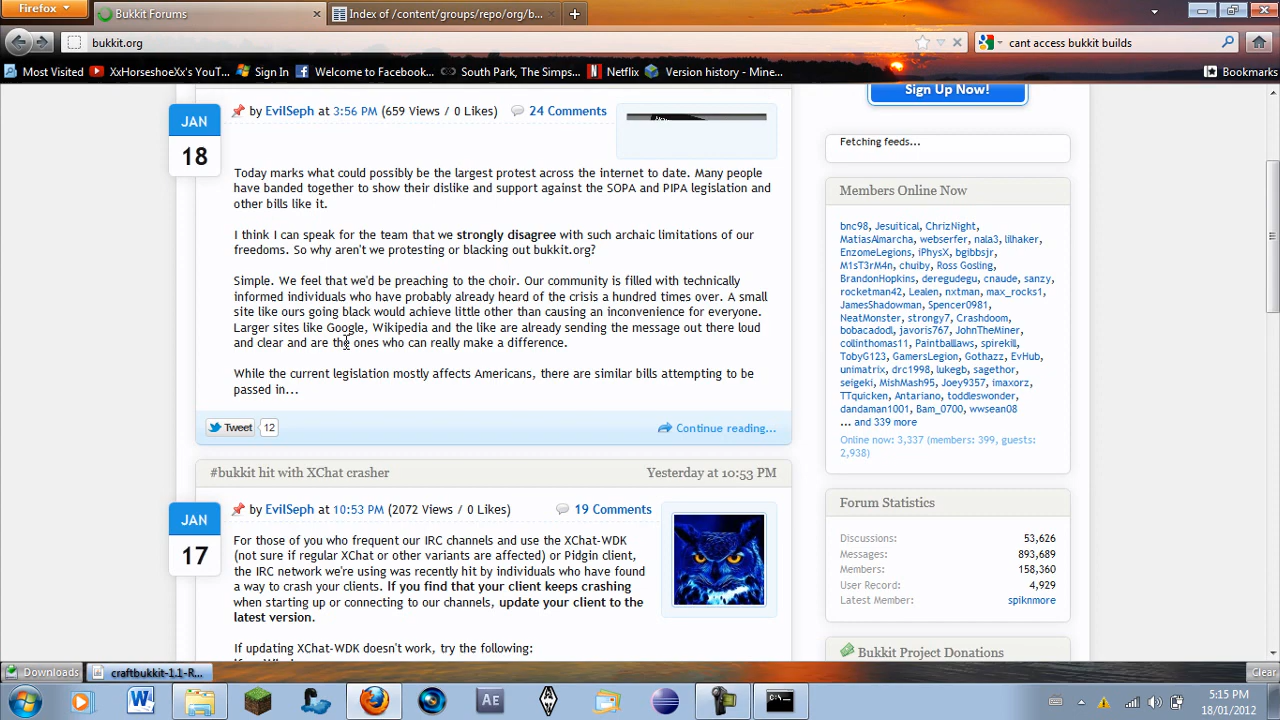 Firefox
Bukkit Forums
Index of /content/groups/repo/org/b...
bukkit.org
cant access bukkit builds
Most Visited
XxHorseshoeXx's YouT...
Sign In
Welcome to Facebook...
South Park, The Simps...
Netflix
Version history - Mine...
Bookmarks
JAN
18
by EvilSeph at 3:56 PM (659 Views / 0 Likes)
24 Comments
Today marks what could possibly be the largest protest across the internet to date. Many people
have banded together to show their dislike and support against the SOPA and PIPA legislation and
other bills like it.
I think I can speak for the team that we strongly disagree with such archaic limitations of our
freedoms. So why aren't we protesting or blacking out bukkit.org?
Simple. We feel that we'd be preaching to the choir. Our community is filled with technically
informed individuals who have probably already heard of the crisis a hundred times over. A small
site like ours going black would achieve little other than causing an inconvenience for everyone.
Larger sites like Google, Wikipedia and the like are already sending the message out there loud
and clear and are the ones who can really make a difference.
While the current legislation mostly affects Americans, there are similar bills attempting to be
passed in...
Tweet
12
Continue reading...
#bukkit hit with XChat crasher
Yesterday at 10:53 PM
JAN
17
by EvilSeph at 10:53 PM (2072 Views / 0 Likes)
19 Comments
For those of you who frequent our IRC channels and use the XChat-WDK
(not sure if regular XChat or other variants are affected) or Pidgin client,
the IRC network we're using was recently hit by individuals who have found
a way to crash your clients. If you find that your client keeps crashing
when starting up or connecting to our channels, update your client to the
latest version.
If updating XChat-WDK doesn't work, try the following:
Sign Up Now!
Fetching feeds...
Members Online Now
bnc98, Jesuitical, ChrizNight,
MatiasAlmarcha, webserfer, nala3, lilhaker,
EnzomeLegions, iPhysX, bgibbsjr,
M1sT3rM4n, chuiby, Ross Gosling,
BrandonHopkins, deregudegu, cnaude, sanzy,
rocketman42, Lealen, nxtman, max_rocks1,
JamesShadowman, Spencer0981,
NeatMonster, strongy7, Crashdoom,
bobacadodl, javoris767, JohnTheMiner,
colinthomas11, Paulispaulins, spirekill,
TobyG123, GamersLegion, Gothazz, EvHub,
unimatrix, drc1998, lukegb, sagethor,
seigeki, MishMash95, Joey9357, imaxorz,
TTquicken, Antariano, toddleswonder,
dandaman1001, Bam_0700, wwsean08
... and 339 more
Online now: 3,337 (members: 399, guests:
2,938)
Forum Statistics
Discussions: 53,626
Messages: 893,689
Members: 158,360
User Record: 4,929
Latest Member: spiknmore
Bukkit Project Donations
Downloads
craftbukkit-1.1-R...
Clear
W
Ae
C:\
5:15 PM
18/01/2012